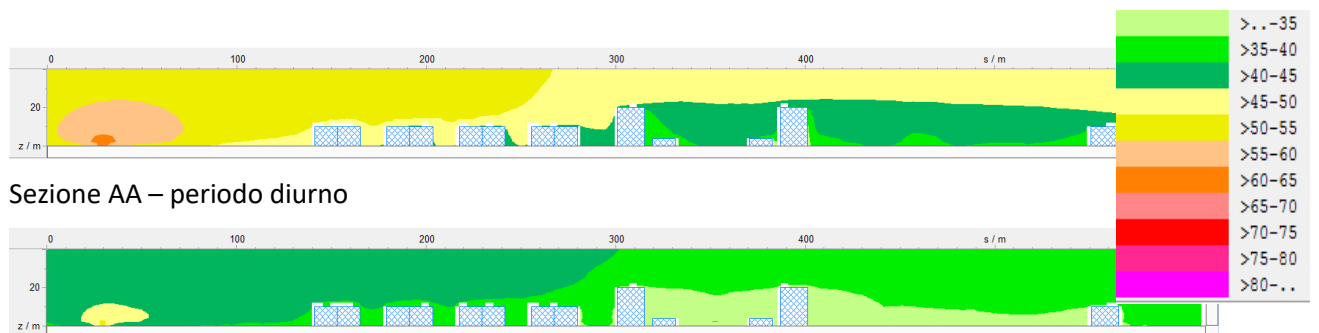 0 100 200 300 400 s / m
20
z / m
Sezione AA – periodo diurno
0 100 200 300 400 s / m
20
z / m
>..-35
>35-40
>40-45
>45-50
>50-55
>55-60
>60-65
>65-70
>70-75
>75-80
>80-..